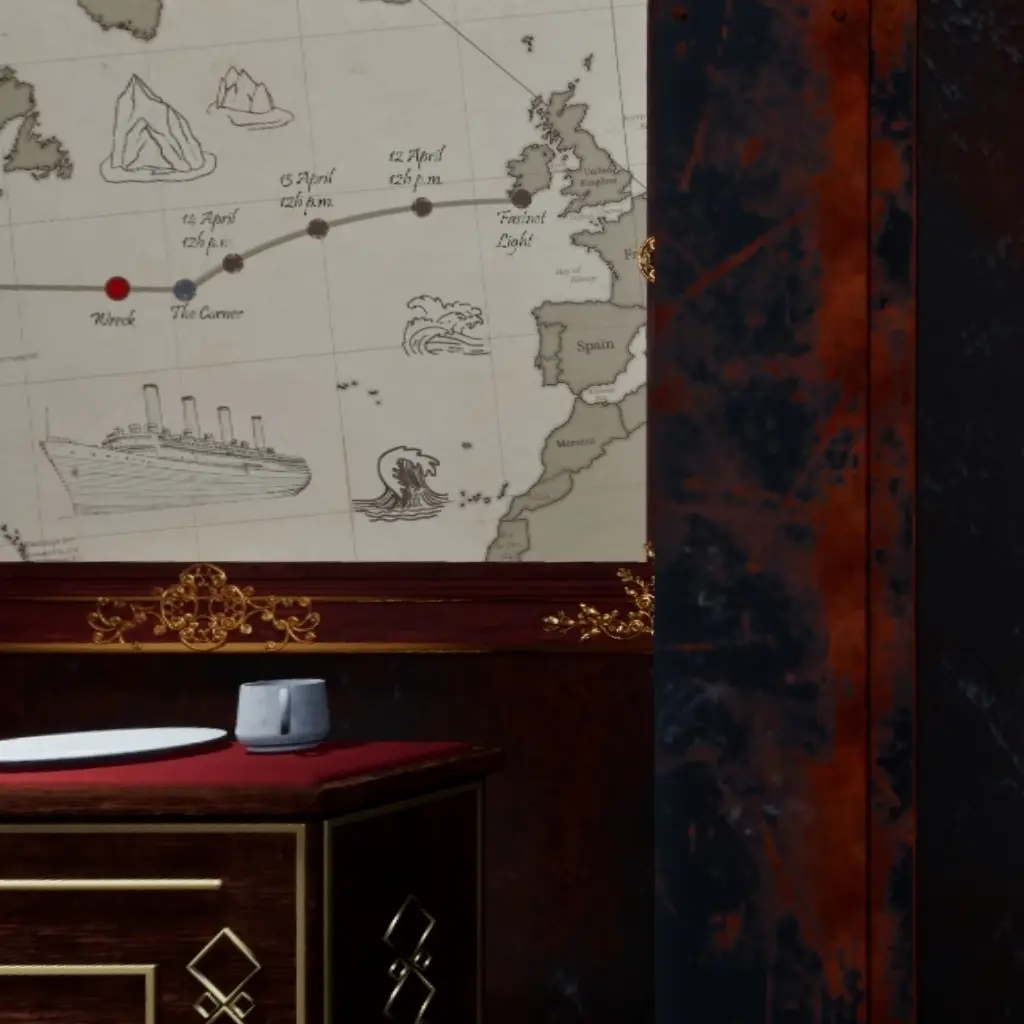 12 April
12h p.m.
13 April
12h p.m.
14 April
12h p.m.
United
Kingdom
Fastnet
Light
Fr
Bay of
Biscay
Wreck
The Corner
Spain
Morocco